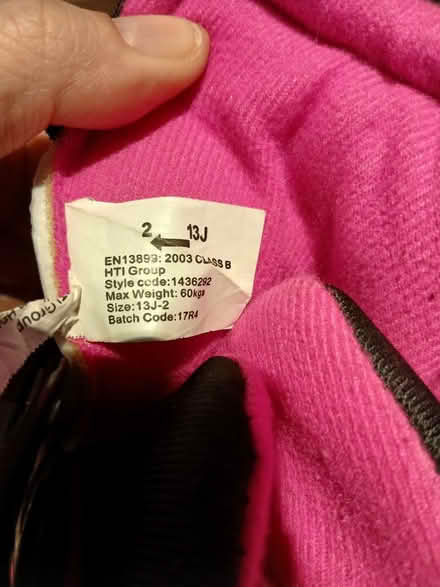 2 ← 13J
EN13899: 2003 CLASS B
HTI Group
Style code:1436292
Max Weight: 60kgs
Size:13J-2
Batch Code:17R4
Group